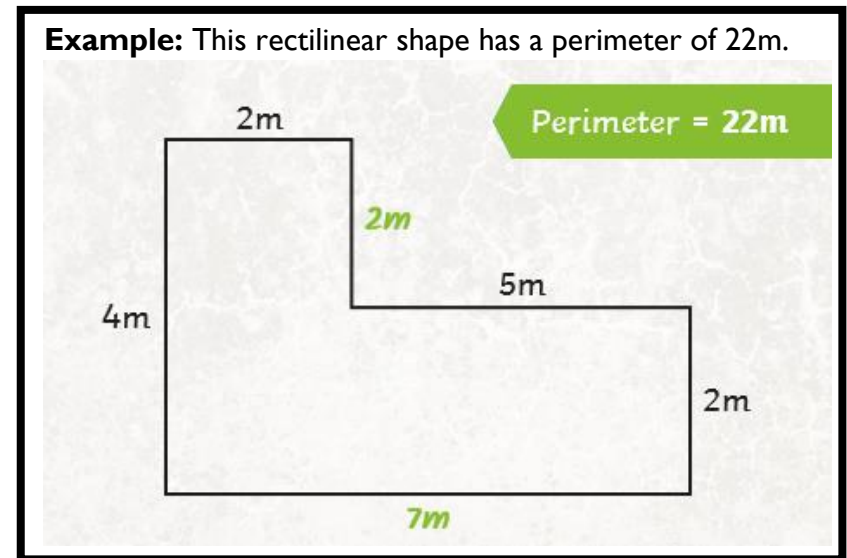 Example: This rectilinear shape has a perimeter of 22m.
Perimeter = 22m
2m
2m
5m
4m
2m
7m